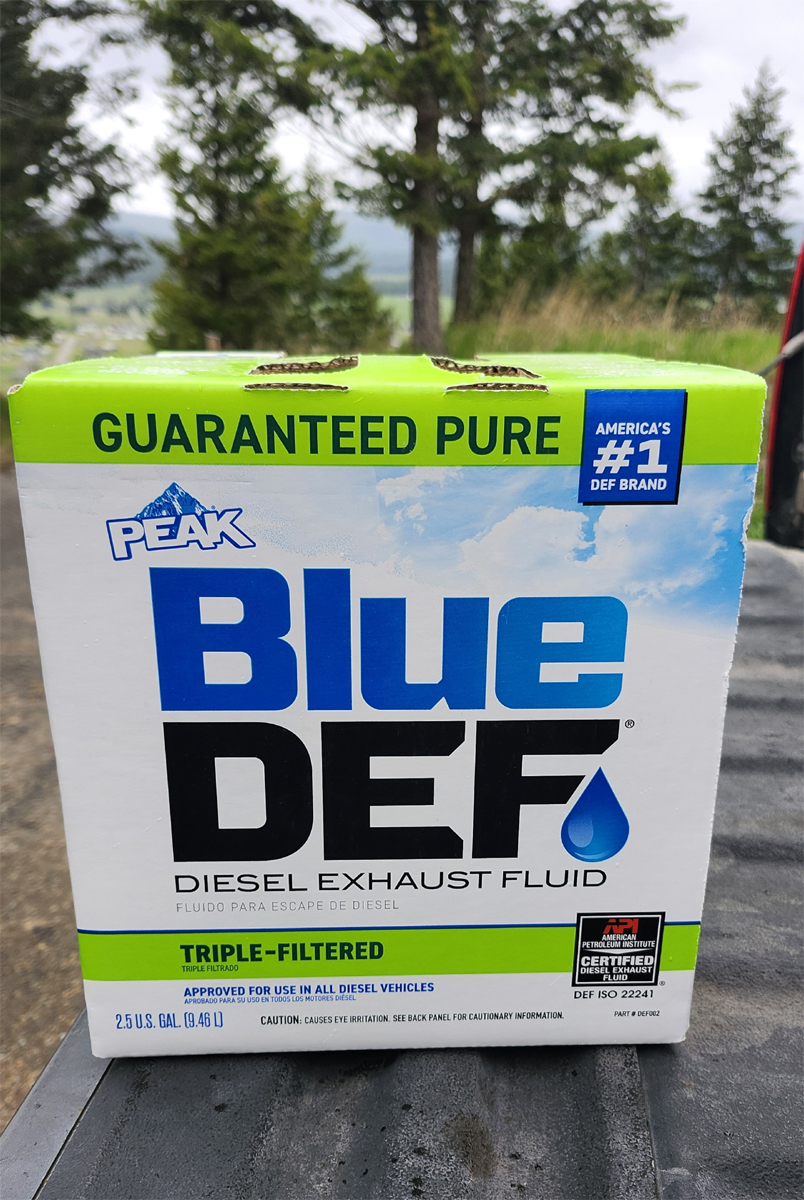 GUARANTEED PURE
AMERICA'S
#1
DEF BRAND
PEAK
Blue
DEF®
DIESEL EXHAUST FLUID
FLUIDO PARA ESCAPE DE DIESEL
TRIPLE-FILTERED
TRIPLE FILTRADO
API
AMERICAN
PETROLEUM INSTITUTE
CERTIFIED
DIESEL EXHAUST
FLUID
®
DEF ISO 22241
APPROVED FOR USE IN ALL DIESEL VEHICLES
APROBADO PARA SU USO EN TODOS LOS MOTORES DIÉSEL
2.5 U.S. GAL (9.46 L)
CAUTION: CAUSES EYE IRRITATION. SEE BACK PANEL FOR CAUTIONARY INFORMATION.
PART # DEF002